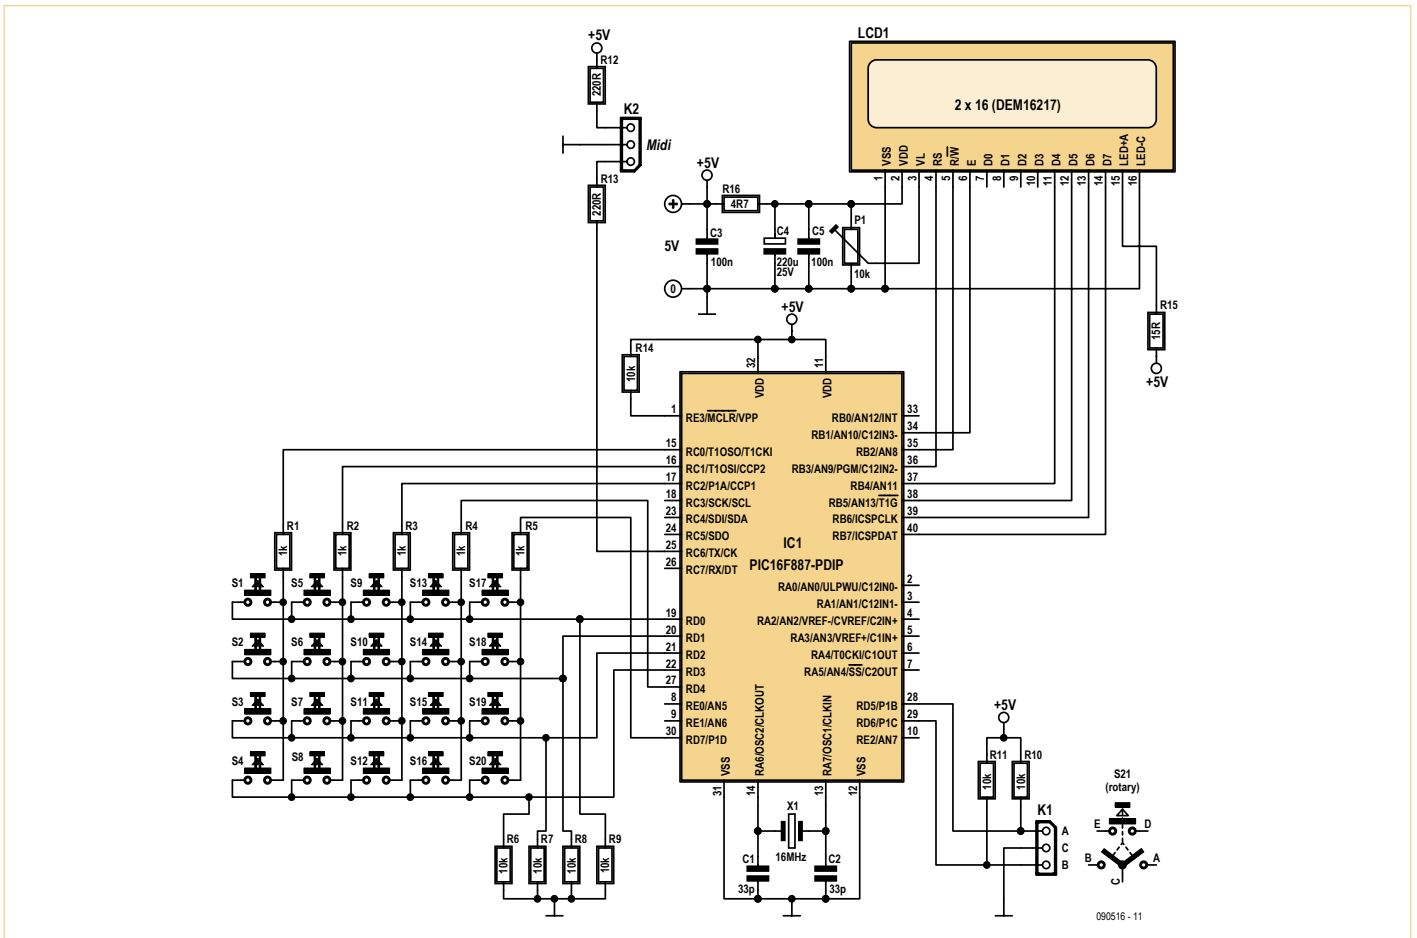 +5V
R12
220R
K2
Midi
R13
220R
LCD1
2 x 16 (DEM16217)
VSS
VDD
VL
RS
R/W
E
D0
D1
D2
D3
D4
D5
D6
D7
LED+A
LED-C
1
2
3
4
5
6
7
8
9
10
11
12
13
14
15
16
+5V
R16
4R7
5V
C3
100n
C4
220u
25V
C5
100n
P1
10k
0
R15
15R
+5V
+5V
R14
10k
32
11
VDD
VDD
1
RE3/MCLR/VPP
15
RC0/T1OSO/T1CKI
16
RC1/T1OSI/CCP2
17
RC2/P1A/CCP1
18
RC3/SCK/SCL
23
RC4/SDI/SDA
24
RC5/SDO
25
RC6/TX/CK
26
RC7/RX/DT
19
RD0
20
RD1
21
RD2
22
RD3
27
RD4
8
RE0/AN5
9
RE1/AN6
30
RD7/P1D
IC1
PIC16F887-PDIP
RB0/AN12/INT
33
RB1/AN10/C12IN3-
34
RB2/AN8
35
RB3/AN9/PGM/C12IN2-
36
RB4/AN11
37
RB5/AN13/T1G
38
RB6/ICSPCLK
39
RB7/ICSPDAT
40
RA0/AN0/ULPWU/C12IN0-
2
RA1/AN1/C12IN1-
3
RA2/AN2/VREF-/CVREF/C2IN+
4
RA3/AN3/VREF+/C1IN+
5
RA4/T0CKI/C1OUT
6
RA5/AN4/SS/C2OUT
7
RD5/P1B
28
RD6/P1C
29
RE2/AN7
10
VSS
RA6/OSC2/CLKOUT
RA7/OSC1/CLKIN
VSS
31
14
13
12
R1
1k
R2
1k
R3
1k
R4
1k
R5
1k
S1
S5
S9
S13
S17
S2
S6
S10
S14
S18
S3
S7
S11
S15
S19
S4
S8
S12
S16
S20
R6
10k
R7
10k
R8
10k
R9
10k
X1
16MHz
C1
33p
C2
33p
+5V
R11
10k
R10
10k
K1
A
C
B
S21
(rotary)
E
D
B
A
C
090516 - 11